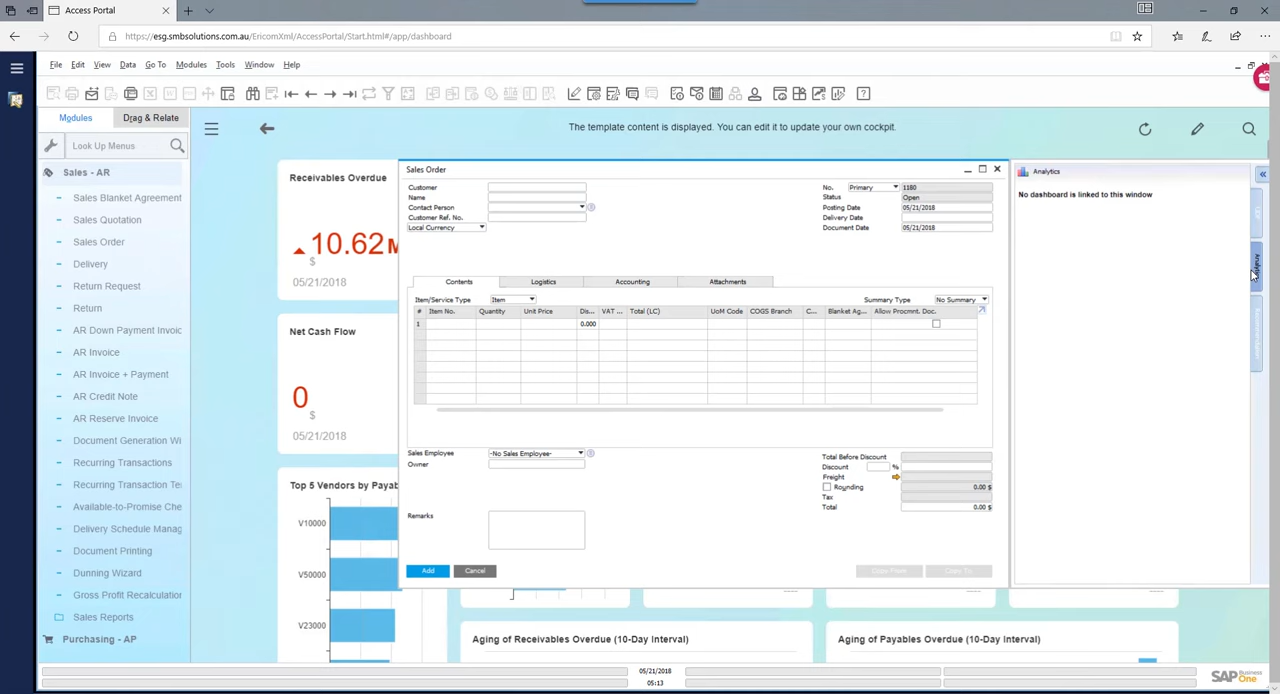 Access Portal
https://esg.smbsolutions.com.au/EricomXml/AccessPortal/Start.html#/app/dashboard
File Edit View Data Go To Modules Tools Window Help
Modules
Drag & Relate
Look Up Menus
The template content is displayed. You can edit it to update your own cockpit.
Sales - AR
Sales Blanket Agreement
Sales Quotation
Sales Order
Delivery
Return Request
Return
AR Down Payment Invoic
AR Invoice
AR Invoice + Payment
AR Credit Note
AR Reserve Invoice
Document Generation Wi
Recurring Transactions
Recurring Transaction Te
Available-to-Promise Che
Delivery Schedule Manag
Document Printing
Dunning Wizard
Gross Profit Recalculation
Sales Reports
Purchasing - AP
Receivables Overdue
10.62M
$
05/21/2018
Net Cash Flow
0
$
05/21/2018
Top 5 Vendors by Payab
V10000
V50000
V23000
Sales Order
Customer
Name
Contact Person
Customer Ref. No.
Local Currency
No. Primary 1180
Status Open
Posting Date 05/21/2018
Delivery Date
Document Date 05/21/2018
Contents Logistics Accounting Attachments
Item/Service Type Item
Summary Type No Summary
# Item No. Quantity Unit Price Dis... VAT ... Total (LC) UoM Code COGS Branch C... Blanket Ag... Allow Procmnt. Doc.
1 0.000
Sales Employee -No Sales Employee-
Owner
Total Before Discount
Discount %
Freight
Rounding 0.00 $
Tax
Total 0.00 $
Remarks
Add
Cancel
Copy From
Copy To
Analytics
No dashboard is linked to this window
Analytics
Aging of Receivables Overdue (10-Day Interval)
Aging of Payables Overdue (10-Day Interval)
05/21/2018
05:13
SAP Business One